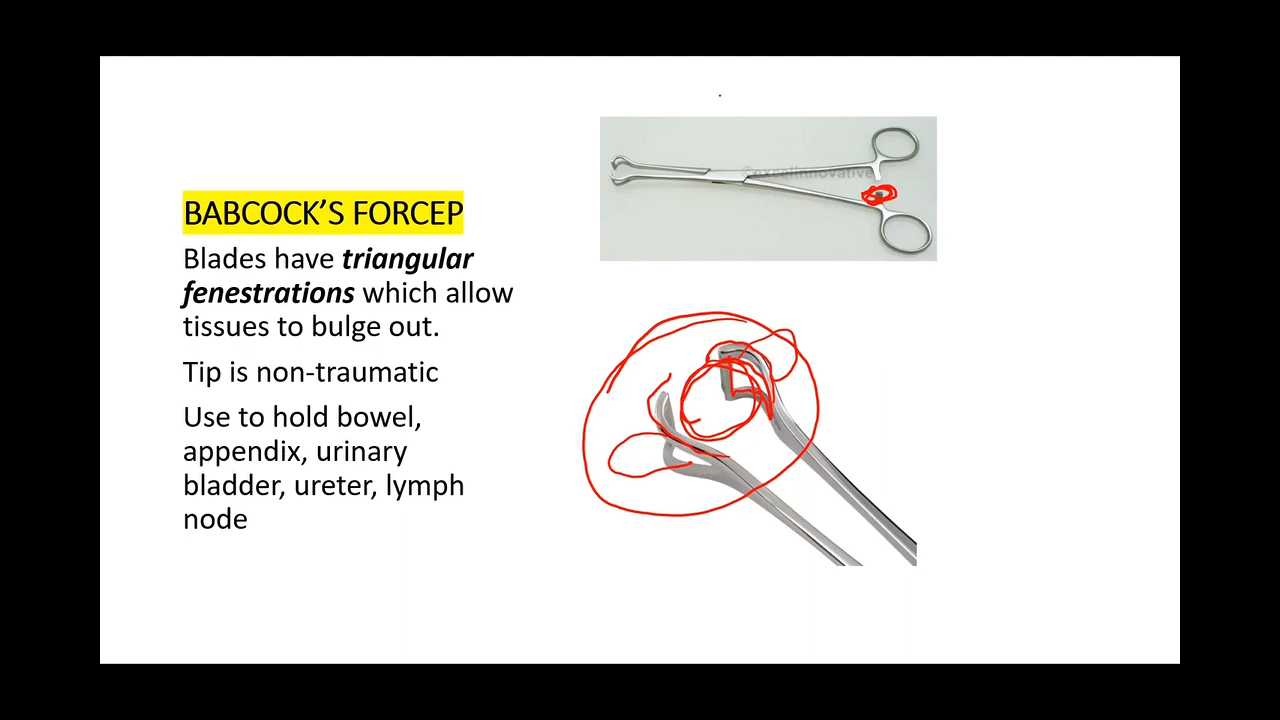 BABCOCK’S FORCEP
Blades have triangular
fenestrations which allow
tissues to bulge out.
Tip is non-traumatic
Use to hold bowel,
appendix, urinary
bladder, ureter, lymph
node
©excelinnovative